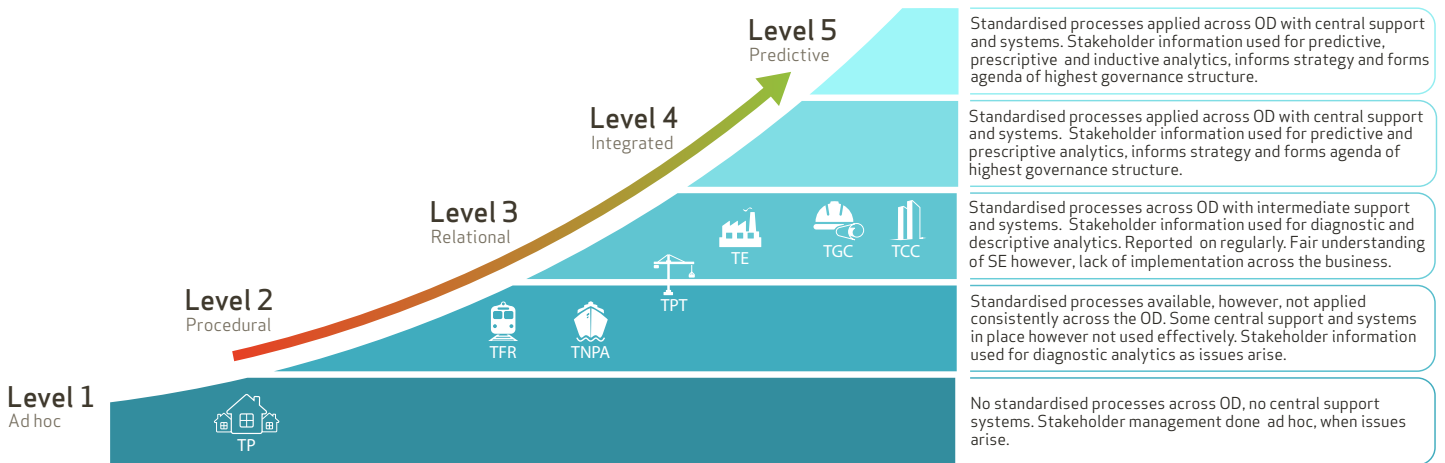 Level 5
Predictive
Standardised processes applied across OD with central support
and systems. Stakeholder information used for predictive,
prescriptive and inductive analytics, informs strategy and forms
agenda of highest governance structure.
Level 4
Integrated
Standardised processes applied across OD with central support
and systems. Stakeholder information used for predictive and
prescriptive analytics, informs strategy and forms agenda of
highest governance structure.
Level 3
Relational
TE
TGC
TCC
Standardised processes across OD with intermediate support
and systems. Stakeholder information used for diagnostic and
descriptive analytics. Reported on regularly. Fair understanding
of SE however, lack of implementation across the business.
Level 2
Procedural
TFR
TNPA
TPT
Standardised processes available, however, not applied
consistently across the OD. Some central support and systems
in place however not used effectively. Stakeholder information
used for diagnostic analytics as issues arise.
Level 1
Ad hoc
TP
No standardised processes across OD, no central support
systems. Stakeholder management done ad hoc, when issues
arise.